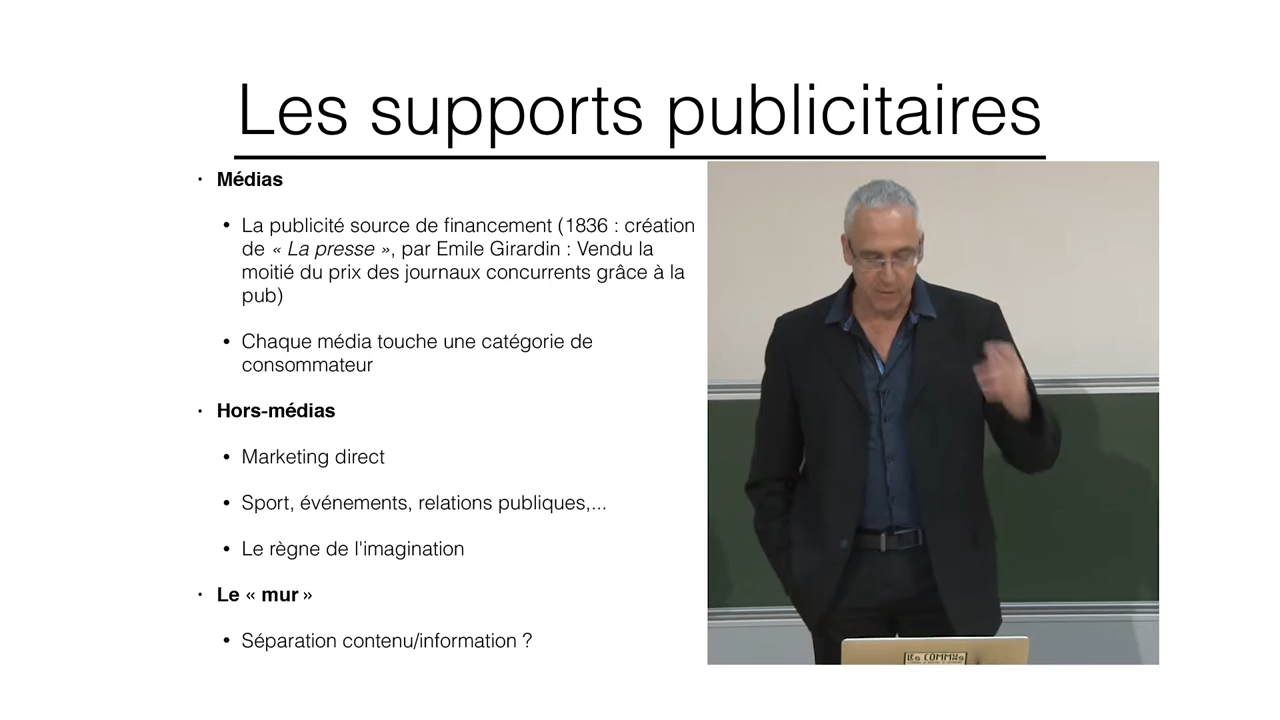 Les supports publicitaires
• Médias
• La publicité source de financement (1836 : création
de « La presse », par Emile Girardin : Vendu la
moitié du prix des journaux concurrents grâce à la
pub)
• Chaque média touche une catégorie de
consommateur
• Hors-médias
• Marketing direct
• Sport, événements, relations publiques,...
• Le règne de l'imagination
• Le « mur »
• Séparation contenu/information ?